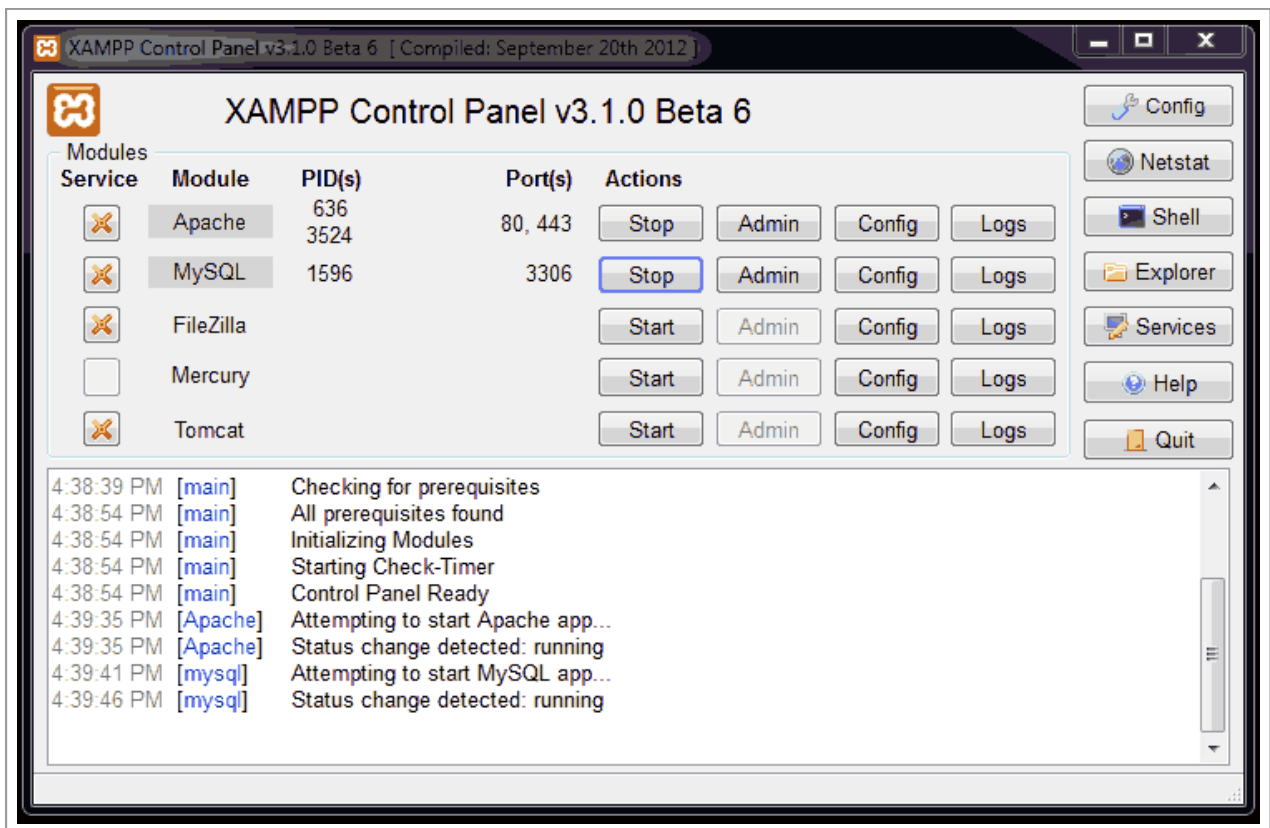 XAMPP Control Panel v3.1.0 Beta 6 [ Compiled: September 20th 2012 ]
XAMPP Control Panel v3.1.0 Beta 6
Config
Modules
Netstat
Service Module PID(s) Port(s) Actions
Apache 636 3524 80, 443 Stop Admin Config Logs
Shell
MySQL 1596 3306 Stop Admin Config Logs
Explorer
FileZilla Start Admin Config Logs
Services
Mercury Start Admin Config Logs
Help
Tomcat Start Admin Config Logs
Quit
4:38:39 PM [main] Checking for prerequisites
4:38:54 PM [main] All prerequisites found
4:38:54 PM [main] Initializing Modules
4:38:54 PM [main] Starting Check-Timer
4:38:54 PM [main] Control Panel Ready
4:39:35 PM [Apache] Attempting to start Apache app...
4:39:35 PM [Apache] Status change detected: running
4:39:41 PM [mysql] Attempting to start MySQL app...
4:39:46 PM [mysql] Status change detected: running